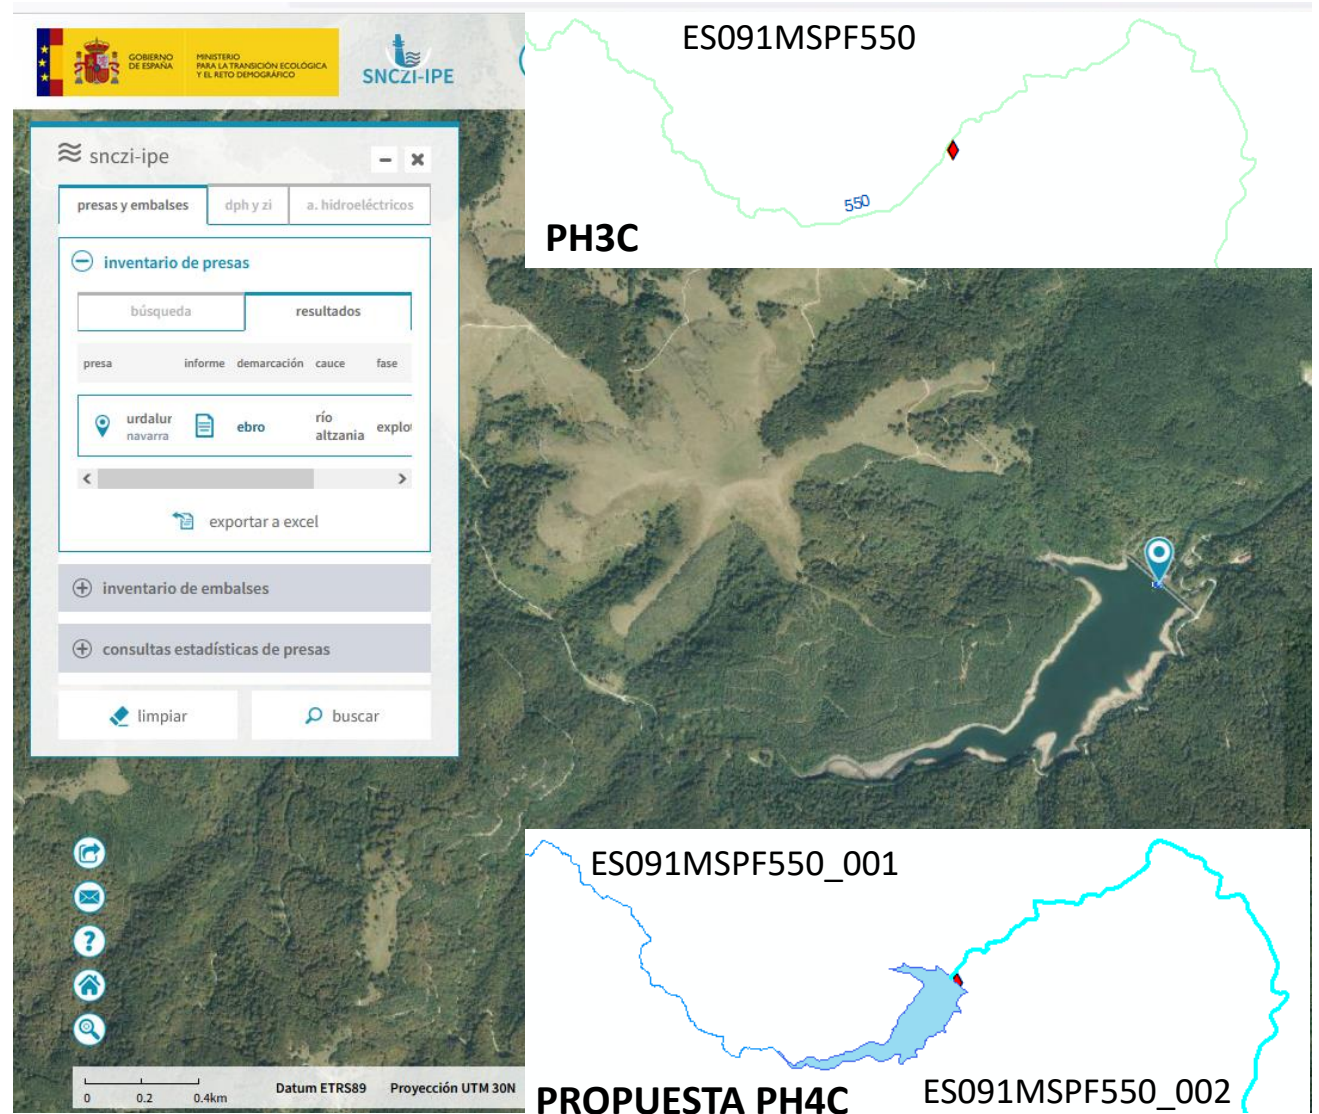 GOBIERNO
DE ESPAÑA
MINISTERIO
PARA LA TRANSICIÓN ECOLÓGICA
Y EL RETO DEMOGRÁFICO
SNCZI-IPE
ES091MSPF550
550
PH3C
snczi-ipe
presas y embalses dph y zi a. hidroeléctricos
inventario de presas
búsqueda resultados
presa informe demarcación cauce fase
urdalur
navarra
ebro
río
altzania
explot
exportar a excel
inventario de embalses
consultas estadísticas de presas
limpiar buscar
ES091MSPF550_001
0 0.2 0.4km
Datum ETRS89 Proyección UTM 30N
PROPUESTA PH4C
ES091MSPF550_002